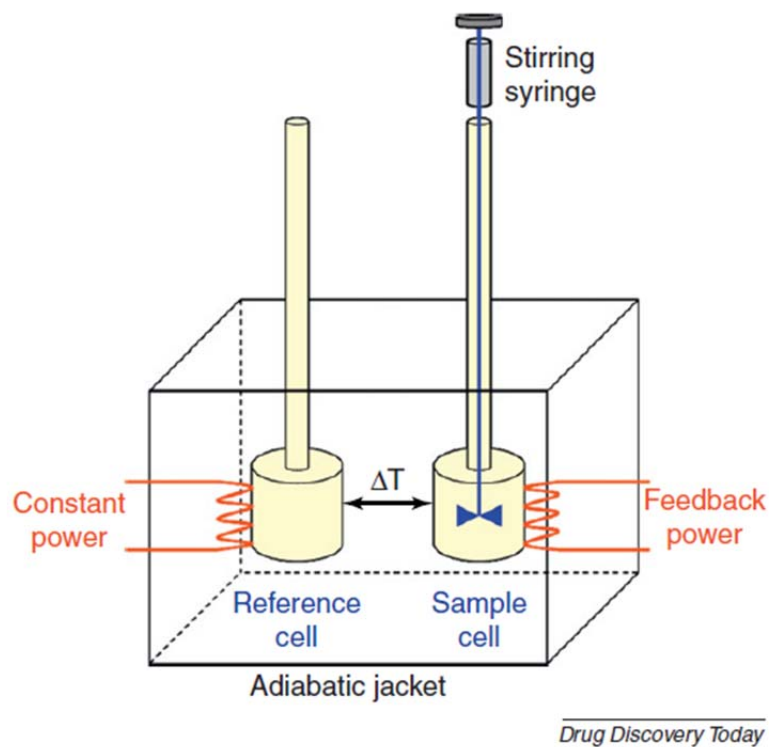 Stirring
syringe
ΔT
Constant
power
Feedback
power
Reference
cell
Sample
cell
Adiabatic jacket
Drug Discovery Today